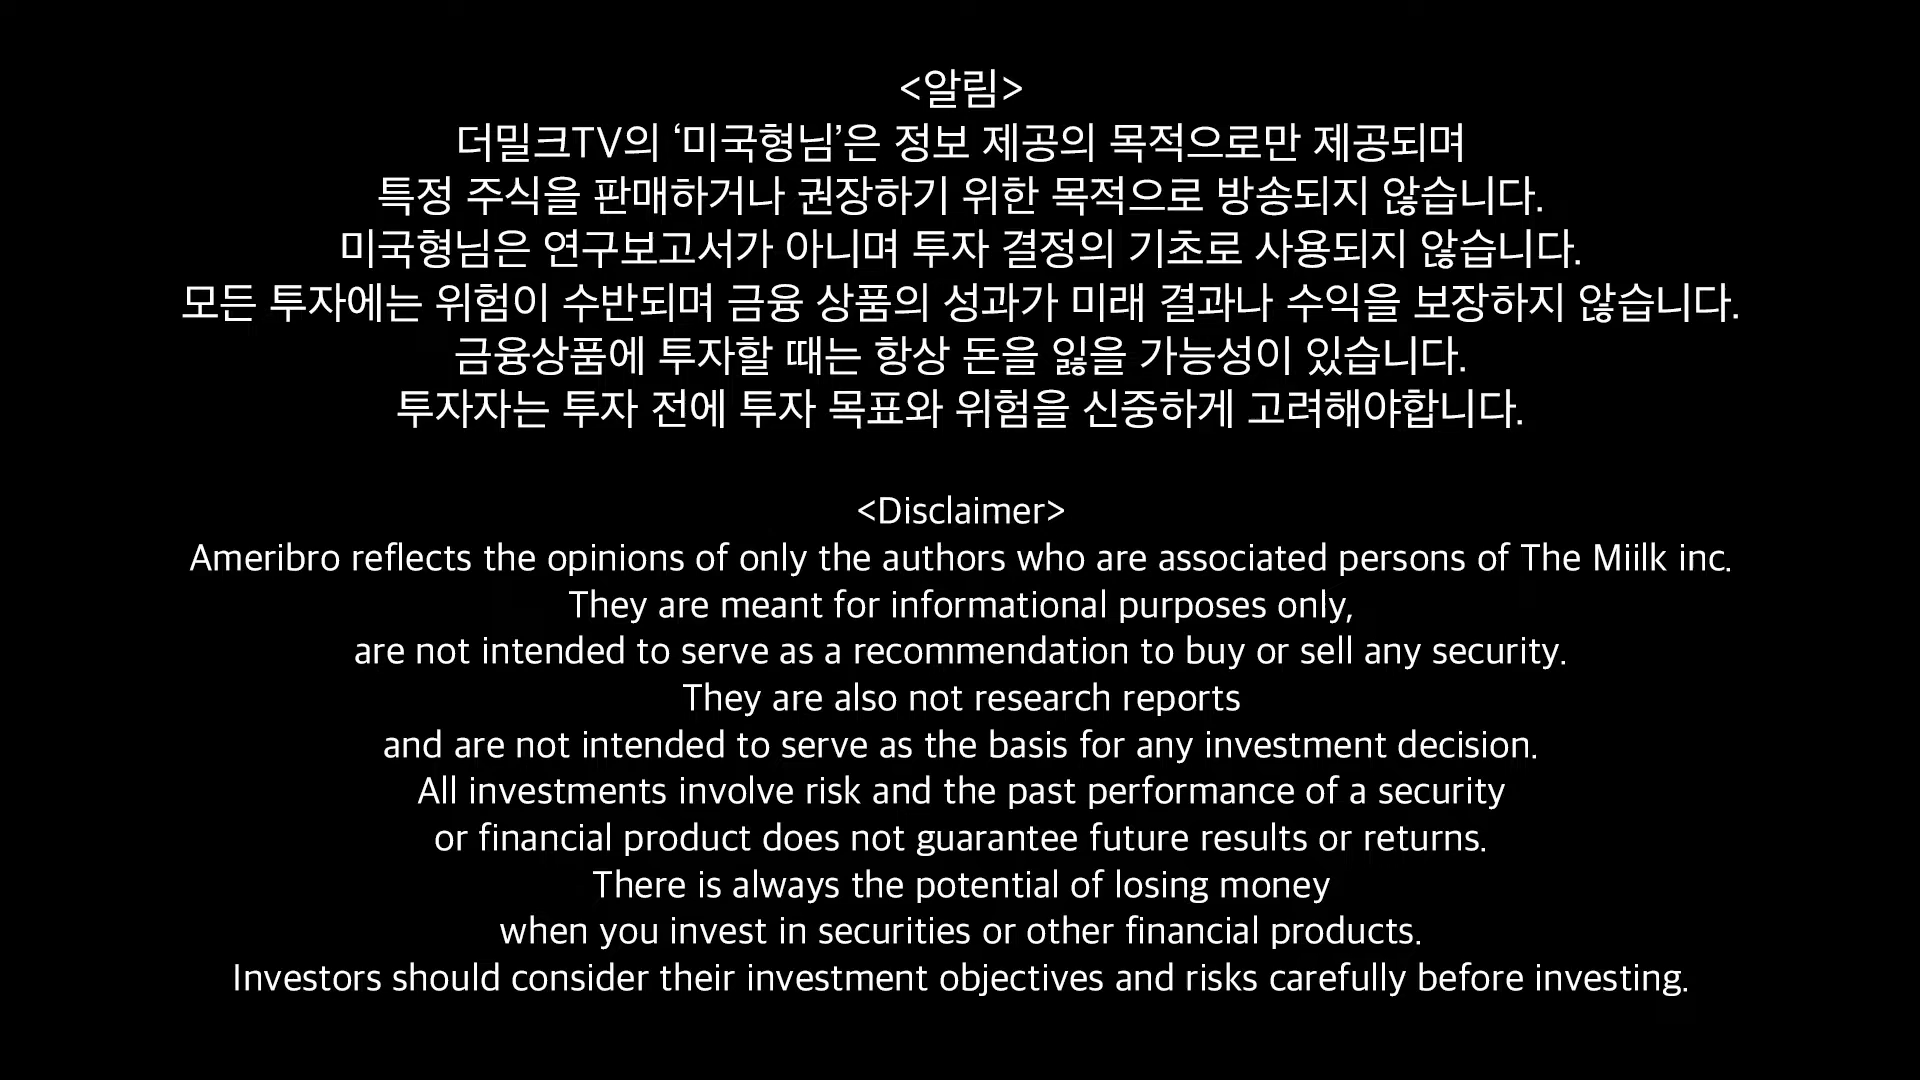 <알림>
더밀크TV의 ‘미국형님’은 정보 제공의 목적으로만 제공되며
특정 주식을 판매하거나 권장하기 위한 목적으로 방송되지 않습니다.
미국형님은 연구보고서가 아니며 투자 결정의 기초로 사용되지 않습니다.
모든 투자에는 위험이 수반되며 금융 상품의 성과가 미래 결과나 수익을 보장하지 않습니다.
금융상품에 투자할 때는 항상 돈을 잃을 가능성이 있습니다.
투자자는 투자 전에 투자 목표와 위험을 신중하게 고려해야합니다.
<Disclaimer>
Ameribro reflects the opinions of only the authors who are associated persons of The Miilk inc.
They are meant for informational purposes only,
are not intended to serve as a recommendation to buy or sell any security.
They are also not research reports
and are not intended to serve as the basis for any investment decision.
All investments involve risk and the past performance of a security
or financial product does not guarantee future results or returns.
There is always the potential of losing money
when you invest in securities or other financial products.
Investors should consider their investment objectives and risks carefully before investing.